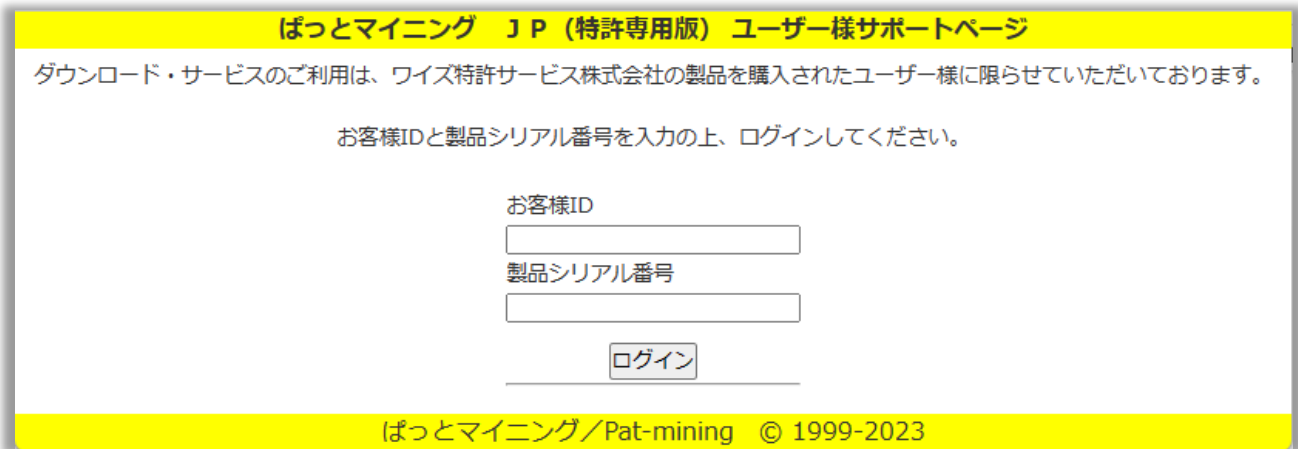 ぱっとマイニング　ＪＰ（特許専用版） ユーザー様サポートページ
ダウンロード・サービスのご利用は、ワイズ特許サービス株式会社の製品を購入されたユーザー様に限らせていただいております。
お客様IDと製品シリアル番号を入力の上、ログインしてください。
お客様ID
製品シリアル番号
ログイン
ぱっとマイニング／Pat-mining　© 1999-2023